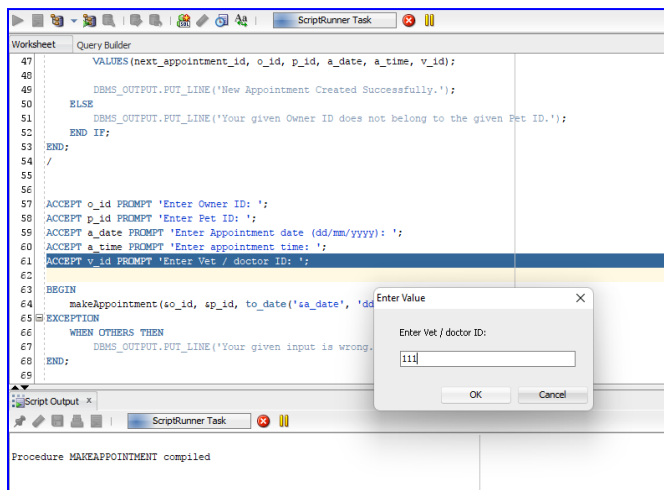 ScriptRunner Task
Worksheet Query Builder
47 VALUES(next_appointment_id, o_id, p_id, a_date, a_time, v_id);
48
49 DBMS_OUTPUT.PUT_LINE('New Appointment Created Successfully.');
50 ELSE
51 DBMS_OUTPUT.PUT_LINE('Your given Owner ID does not belong to the given Pet ID.');
52 END IF;
53 END;
54 /
55
56
57 ACCEPT o_id PROMPT 'Enter Owner ID: ';
58 ACCEPT p_id PROMPT 'Enter Pet ID: ';
59 ACCEPT a_date PROMPT 'Enter Appointment date (dd/mm/yyyy): ';
60 ACCEPT a_time PROMPT 'Enter appointment time: ';
61 ACCEPT v_id PROMPT 'Enter Vet / doctor ID: ';
62
63 BEGIN
64 makeAppointment(&o_id, &p_id, to_date('&a_date', 'dd
65 EXCEPTION
66 WHEN OTHERS THEN
67 DBMS_OUTPUT.PUT_LINE('Your given input is wrong.
68 END;
69
Enter Value
Enter Vet / doctor ID:
111
OK Cancel
Script Output
ScriptRunner Task
Procedure MAKEAPPOINTMENT compiled